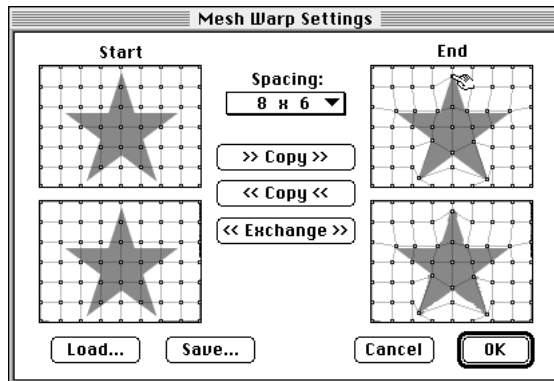 Mesh Warp Settings
Start
End
Spacing:
8 x 6
>> Copy >>
<< Copy <<
<< Exchange >>
Load...
Save...
Cancel
OK